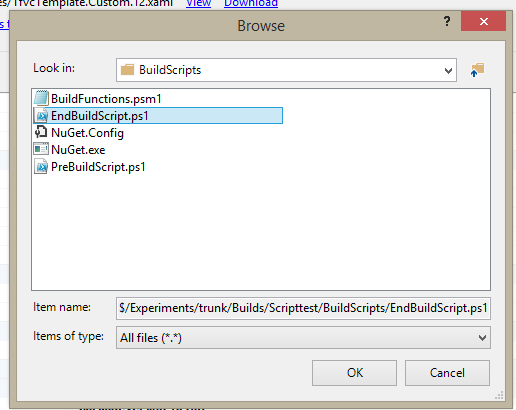 es/TfvcTemplate.Custom.12.xaml View Download
Browse
?
Look in: BuildScripts
BuildFunctions.psm1
EndBuildScript.ps1
NuGet.Config
NuGet.exe
PreBuildScript.ps1
Item name: $/Experiments/trunk/Builds/Scripttest/BuildScripts/EndBuildScript.ps1
Items of type: All files (*.*)
OK Cancel